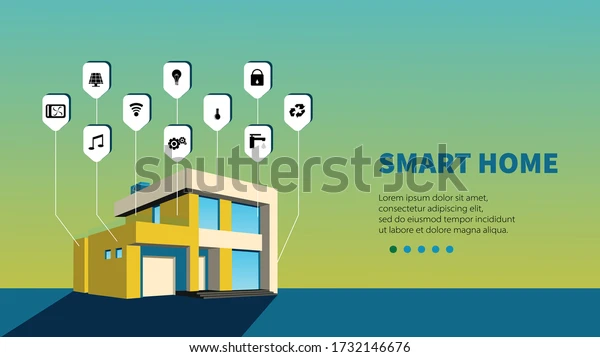 SMART HOME
Lorem ipsum dolor sit amet,
consectetur adipiscing elit,
sed do eiusmod tempor incididunt
ut labore et dolore magna aliqua.
shutterstock
shutterstock.com · 1732146676